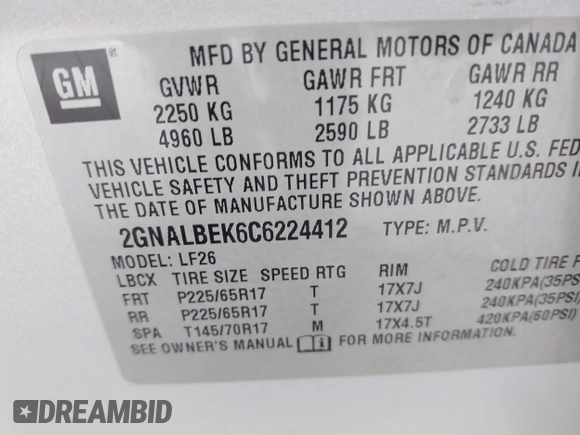 GM
MFD BY GENERAL MOTORS OF CANADA
GVWR GAWR FRT GAWR RR
2250 KG 1175 KG 1240 KG
4960 LB 2590 LB 2733 LB
THIS VEHICLE CONFORMS TO ALL APPLICABLE U.S. FED
VEHICLE SAFETY AND THEFT PREVENTION STANDARDS I
THE DATE OF MANUFACTURE SHOWN ABOVE.
2GNALBEK6C6224412 TYPE: M.P.V.
MODEL: LF26
LBCX TIRE SIZE SPEED RTG RIM COLD TIRE P
FRT P225/65R17 T 17X7J 240KPA(35PSI
RR P225/65R17 T 17X7J 240KPA(35PSI)
SPA T145/70R17 M 17X4.5T 420KPA(60PSI)
SEE OWNER'S MANUAL i FOR MORE INFORMATION.
DREAMBID